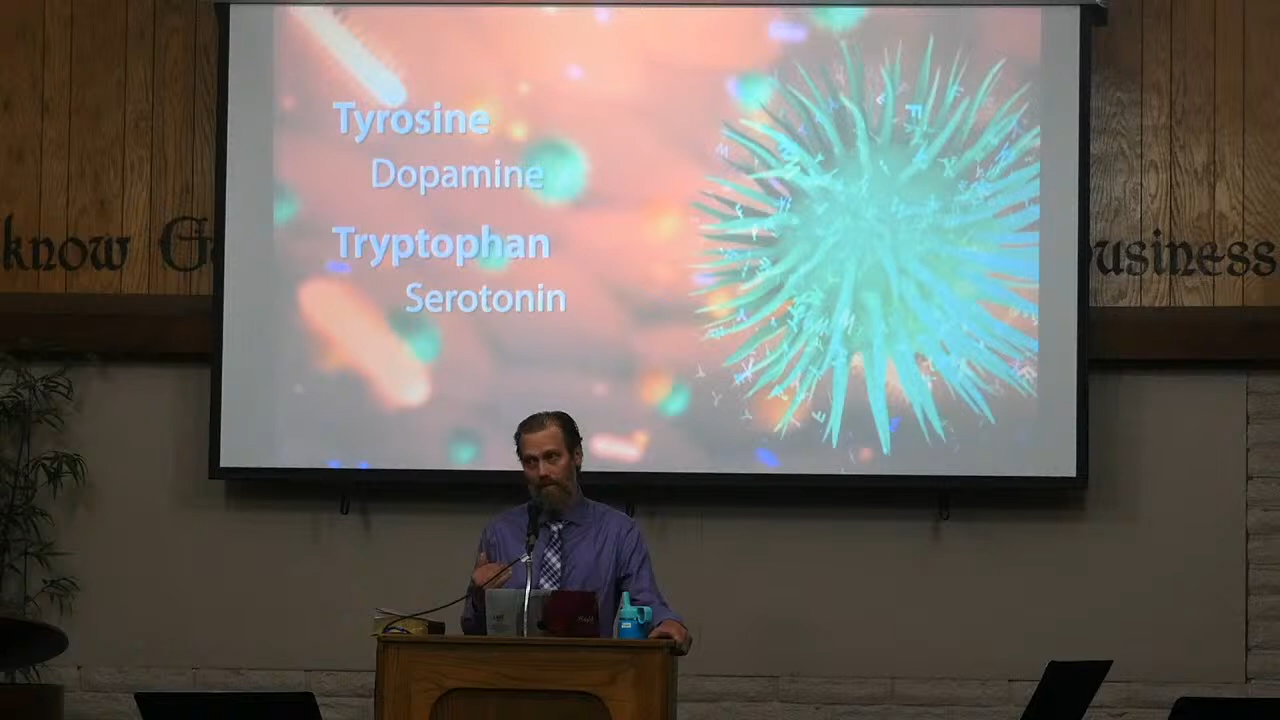 Tyrosine
Dopamine
Tryptophan
Serotonin
know
usiness